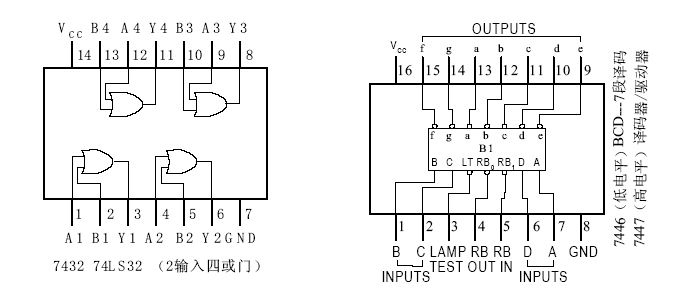 VCC B4 A4 Y4 B3 A3 Y3
14 13 12 11 10 9 8
1 2 3 4 5 6 7
A1 B1 Y1 A2 B2 Y2 GND
7432 74LS32 (2输入四或门)
OUTPUTS
Vcc f g a b c d e
16 15 14 13 12 11 10 9
f g a b c d e
B1
B C LT RB0 RB1 D A
1 2 3 4 5 6 7 8
B C LAMP RB RB D A GND
TEST OUT IN
INPUTS INPUTS
7446 (低电平) BCD—7段译码
7447 (高电平) 译码器/驱动器